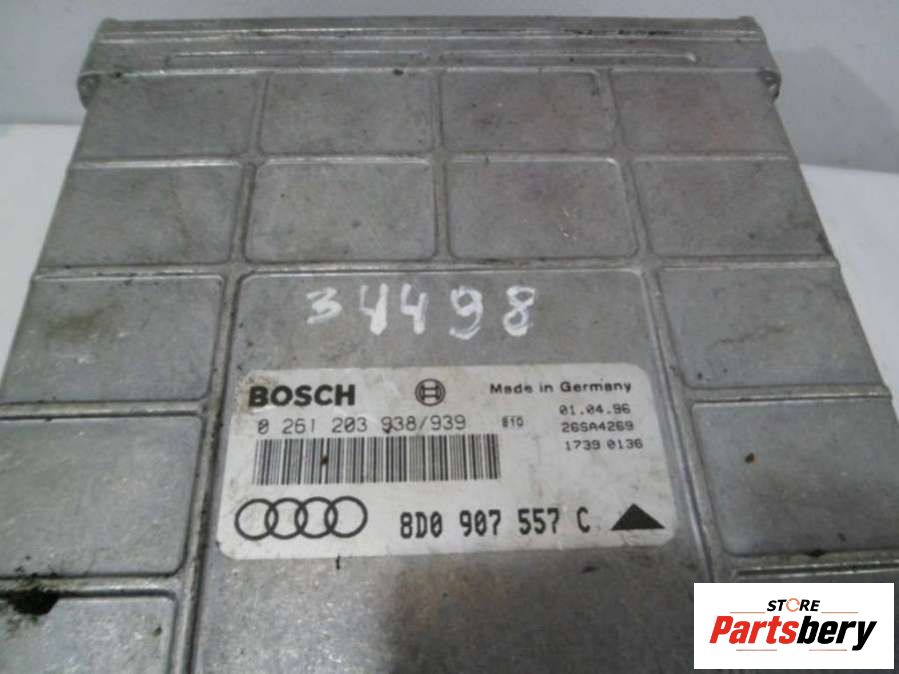 34498
BOSCH Made in Germany
0 261 203 938/939 01.04.96
26SA4269
1739 0136
8D0 907 557 C
STORE
Partsbery